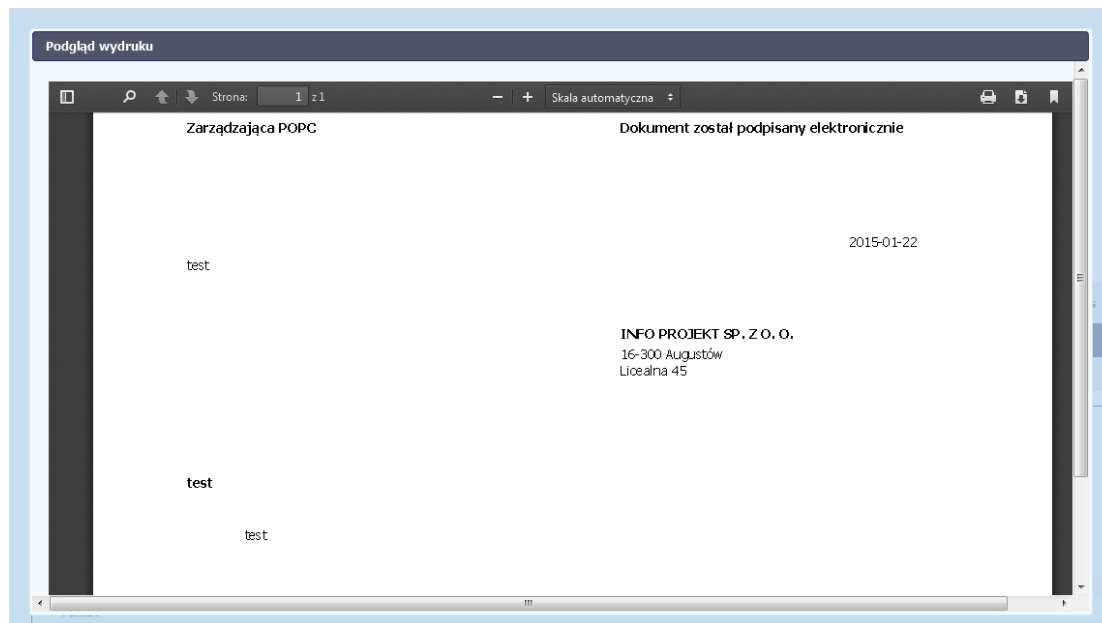 Podgląd wydruku
Strona: 1 z 1
Skala automatyczna
Zarządzająca POPC
Dokument został podpisany elektronicznie
2015-01-22
test
INFO PROJEKT SP. Z O. O.
16-300 Augustów
Licealna 45
test
test